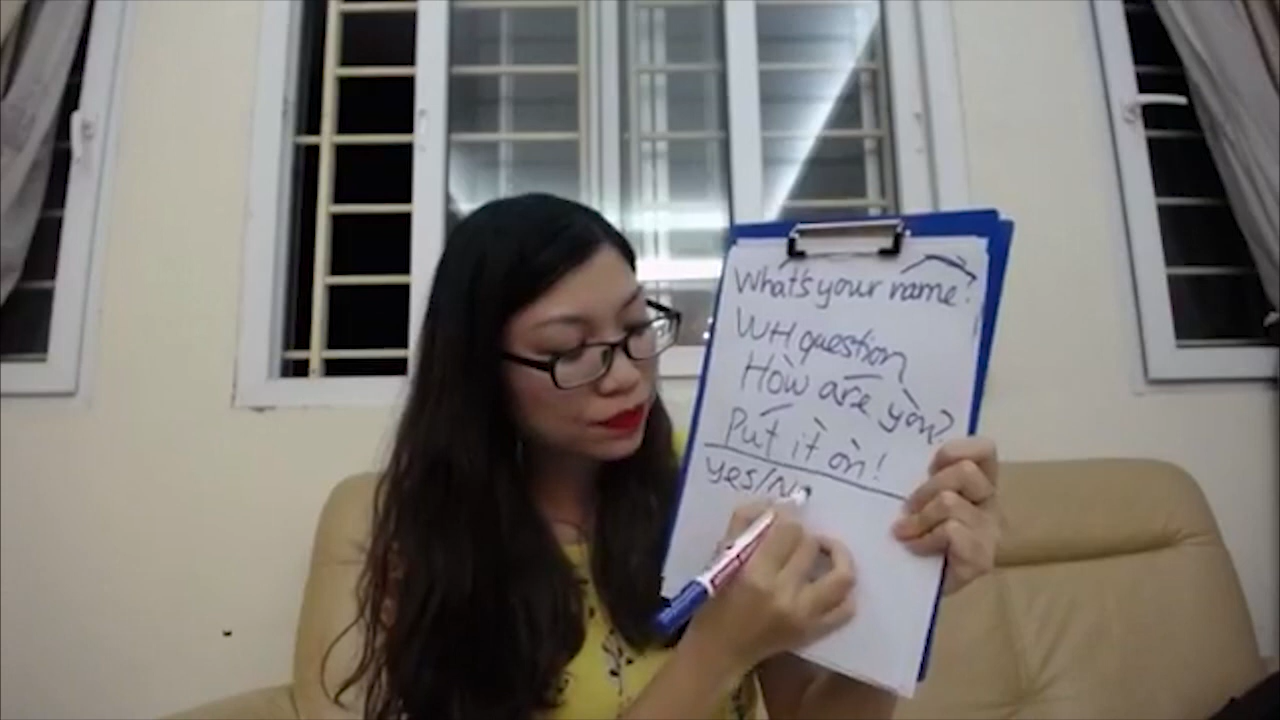 What's your name?
WH question
How are you?
Put it on!
Yes/No